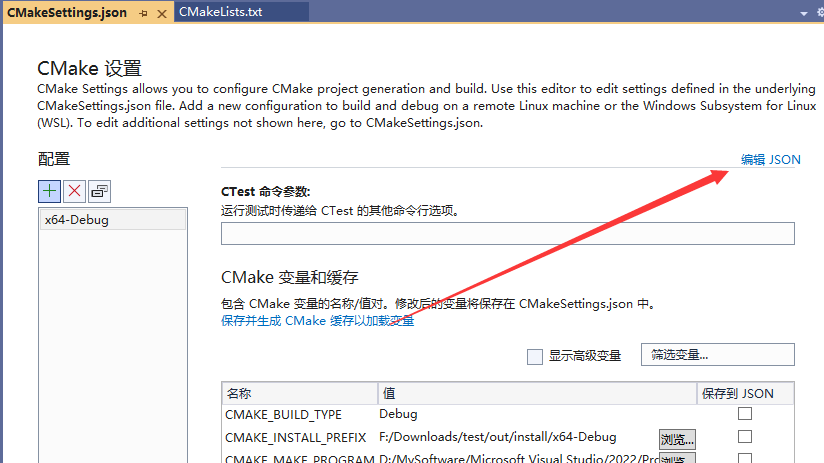 CMakeSettings.json CMakeLists.txt
CMake 设置
CMake Settings allows you to configure CMake project generation and build. Use this editor to edit settings defined in the underlying
CMakeSettings.json file. Add a new configuration to build and debug on a remote Linux machine or the Windows Subsystem for Linux
(WSL). To edit additional settings not shown here, go to CMakeSettings.json.
配置
编辑 JSON
x64-Debug
CTest 命令参数:
运行测试时传递给 CTest 的其他命令行选项。
CMake 变量和缓存
包含 CMake 变量的名称/值对。修改后的变量将保存在 CMakeSettings.json 中。
保存并生成 CMake 缓存以加载变量
显示高级变量 筛选变量...
名称 值 保存到 JSON
CMAKE_BUILD_TYPE Debug
CMAKE_INSTALL_PREFIX F:/Downloads/test/out/install/x64-Debug 浏览...
CMAKE_MAKE_PROGRAM D:/MySoftware/Microsoft Visual Studio/2022/Pro 浏览...